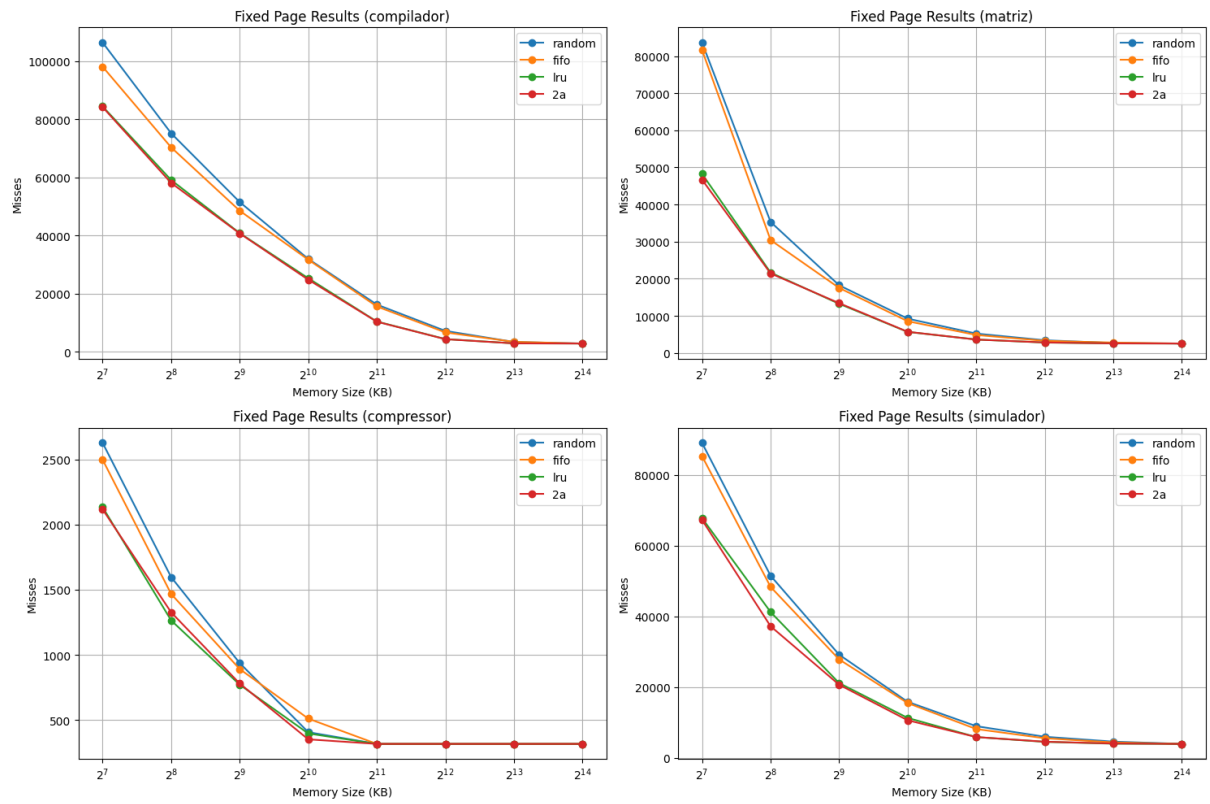 Fixed Page Results (compilador)
Misses
100000
80000
60000
40000
20000
0
random
fifo
lru
2a
2^7 2^8 2^9 2^10 2^11 2^12 2^13 2^14
Memory Size (KB)
Fixed Page Results (matriz)
Misses
80000
70000
60000
50000
40000
30000
20000
10000
0
random
fifo
lru
2a
2^7 2^8 2^9 2^10 2^11 2^12 2^13 2^14
Memory Size (KB)
Fixed Page Results (compressor)
Misses
2500
2000
1500
1000
500
random
fifo
lru
2a
2^7 2^8 2^9 2^10 2^11 2^12 2^13 2^14
Memory Size (KB)
Fixed Page Results (simulador)
Misses
80000
60000
40000
20000
0
random
fifo
lru
2a
2^7 2^8 2^9 2^10 2^11 2^12 2^13 2^14
Memory Size (KB)